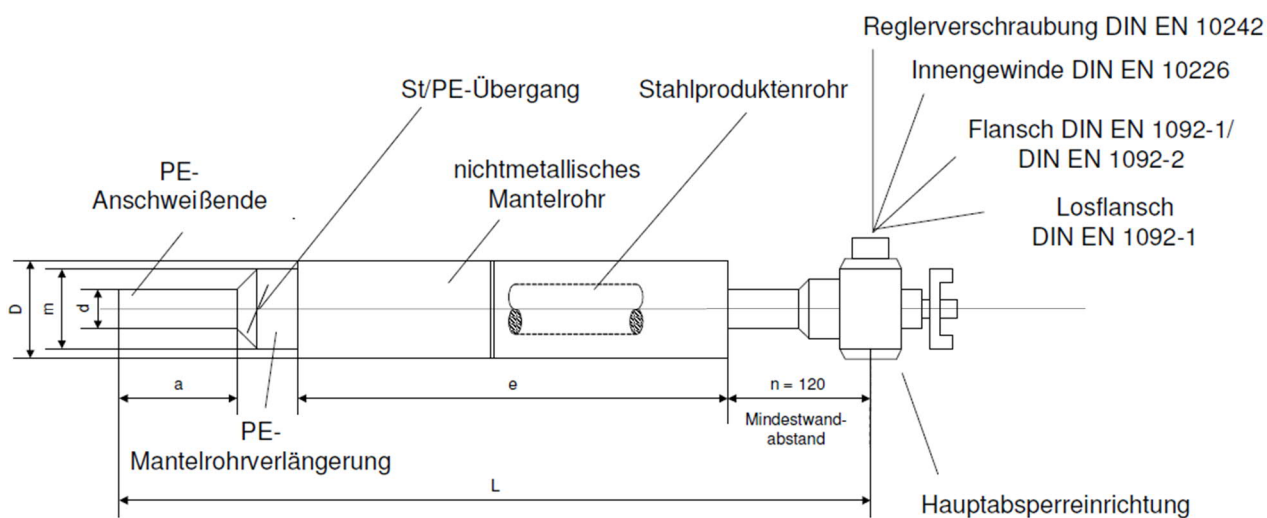 Reglerverschraubung DIN EN 10242
Innengewinde DIN EN 10226
St/PE-Übergang
Stahlproduktenrohr
Flansch DIN EN 1092-1/
DIN EN 1092-2
PE-
Anschweißende
nichtmetallisches
Mantelrohr
Losflansch
DIN EN 1092-1
D
m
d
a
e
n = 120
Mindestwand-
abstand
PE-
Mantelrohrverlängerung
L
Hauptabsperreinrichtung